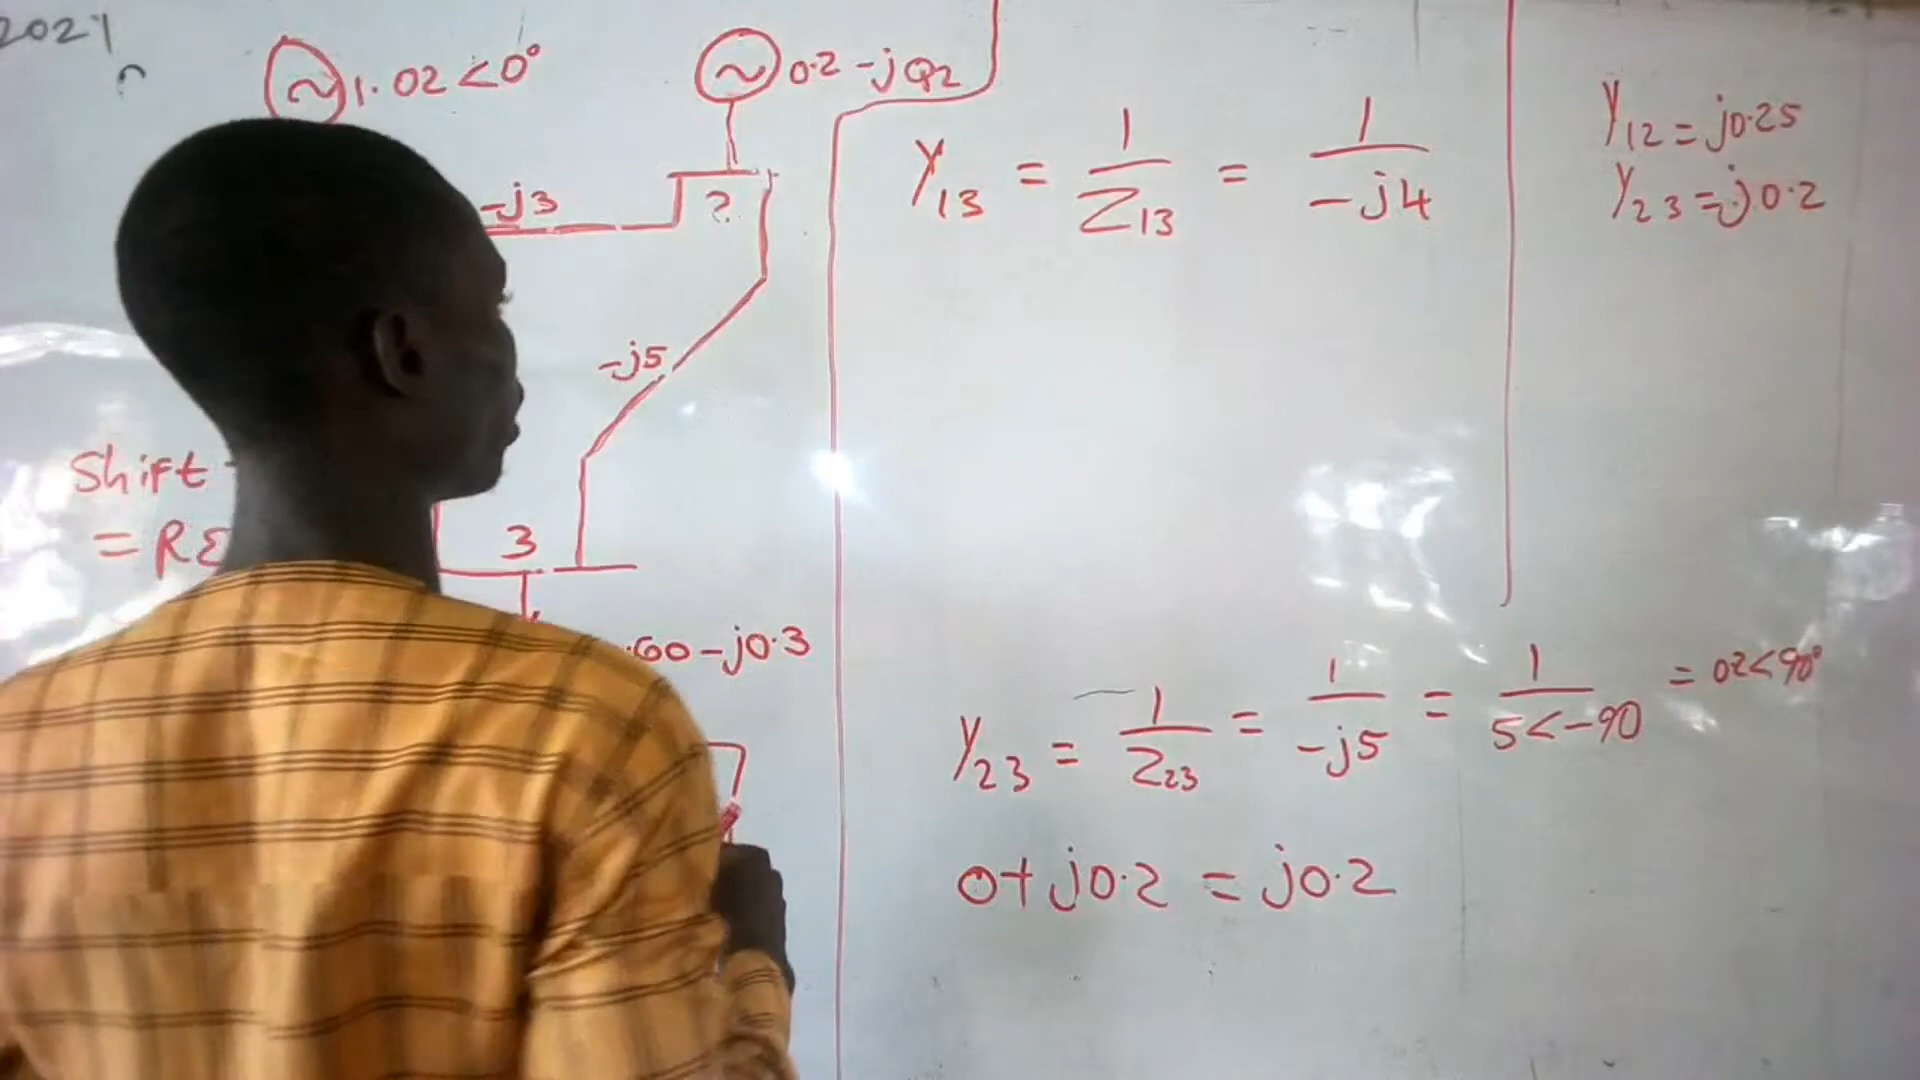 2021
1.02 <0°
0.2 - jQ2
-j3
2
-j5
Shift
= RE
3
.60 - j0.3
Y13 = 1/Z13 = 1/-j4
Y12 = j0.25
Y23 = j0.2
Y23 = 1/Z23 = 1/-j5 = 1/5<-90 = 02<90°
0+j0.2 = j0.2